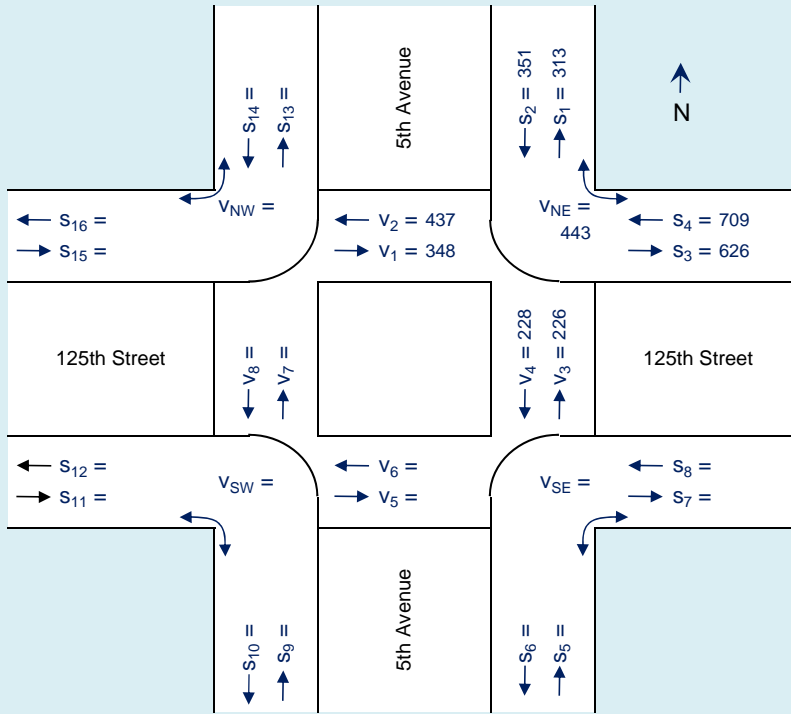 s14 =
s13 =
5th Avenue
s2 = 351
s1 = 313
N
s16 =
s15 =
vNW =
v2 = 437
v1 = 348
vNE =
443
s4 = 709
s3 = 626
125th Street
v8 =
v7 =
v4 = 228
v3 = 226
125th Street
s12 =
s11 =
vSW =
v6 =
v5 =
vSE =
s8 =
s7 =
s10 =
s9 =
5th Avenue
s6 =
s5 =